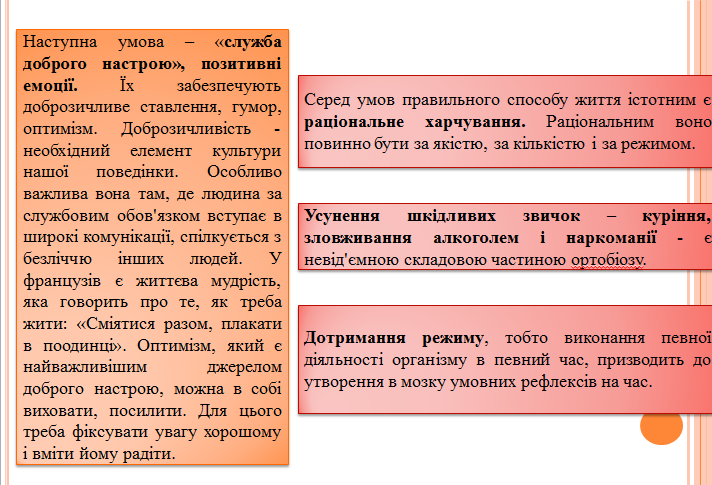 Наступна умова – «служба
доброго настрою», позитивні
емоції. Їх забезпечують
доброзичливе ставлення, гумор,
оптимізм. Доброзичливість -
необхідний елемент культури
нашої поведінки. Особливо
важлива вона там, де людина за
службовим обов'язком вступає в
широкі комунікації, спілкується з
безліччю інших людей. У
французів є життєва мудрість,
яка говорить про те, як треба
жити: «Сміятися разом, плакати
в поодинці». Оптимізм, який є
найважливішим джерелом
доброго настрою, можна в собі
виховати, посилити. Для цього
треба фіксувати увагу хорошому
і вміти йому радіти.
Серед умов правильного способу життя істотним є
раціональне харчування. Раціональним воно
повинно бути за якістю, за кількістю і за режимом.
Усунення шкідливих звичок – куріння,
зловживання алкоголем і наркоманії - є
невід'ємною складовою частиною ортобіозу.
Дотримання режиму, тобто виконання певної
діяльності організму в певний час, призводить до
утворення в мозку умовних рефлексів на час.